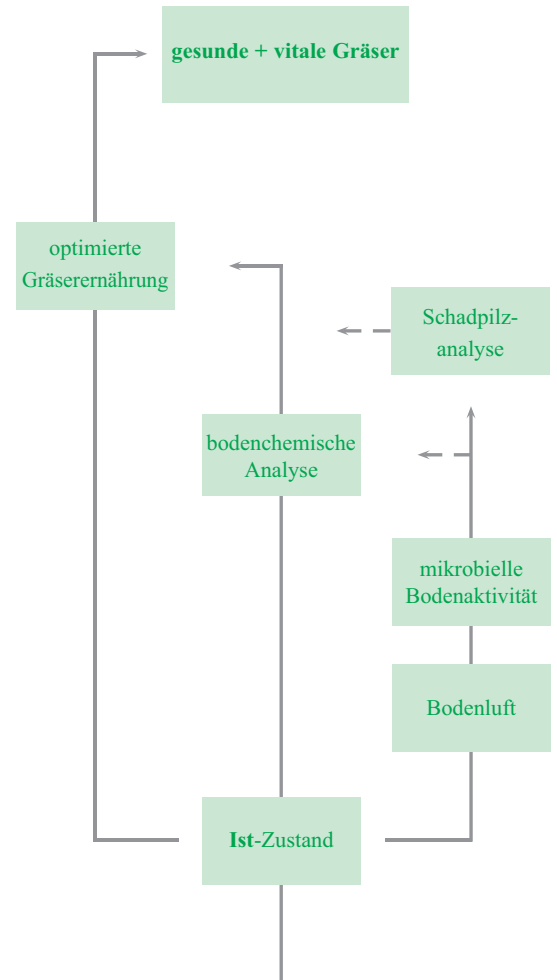 gesunde + vitale Gräser
optimierte
Gräserernährung
Schadpilz-
analyse
bodenchemische
Analyse
mikrobielle
Bodenaktivität
Bodenluft
Ist-Zustand